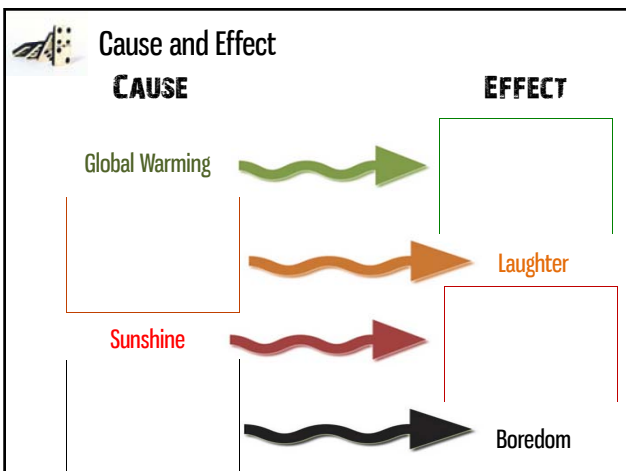 Cause and Effect
CAUSE EFFECT
Global Warming
Laughter
Sunshine
Boredom